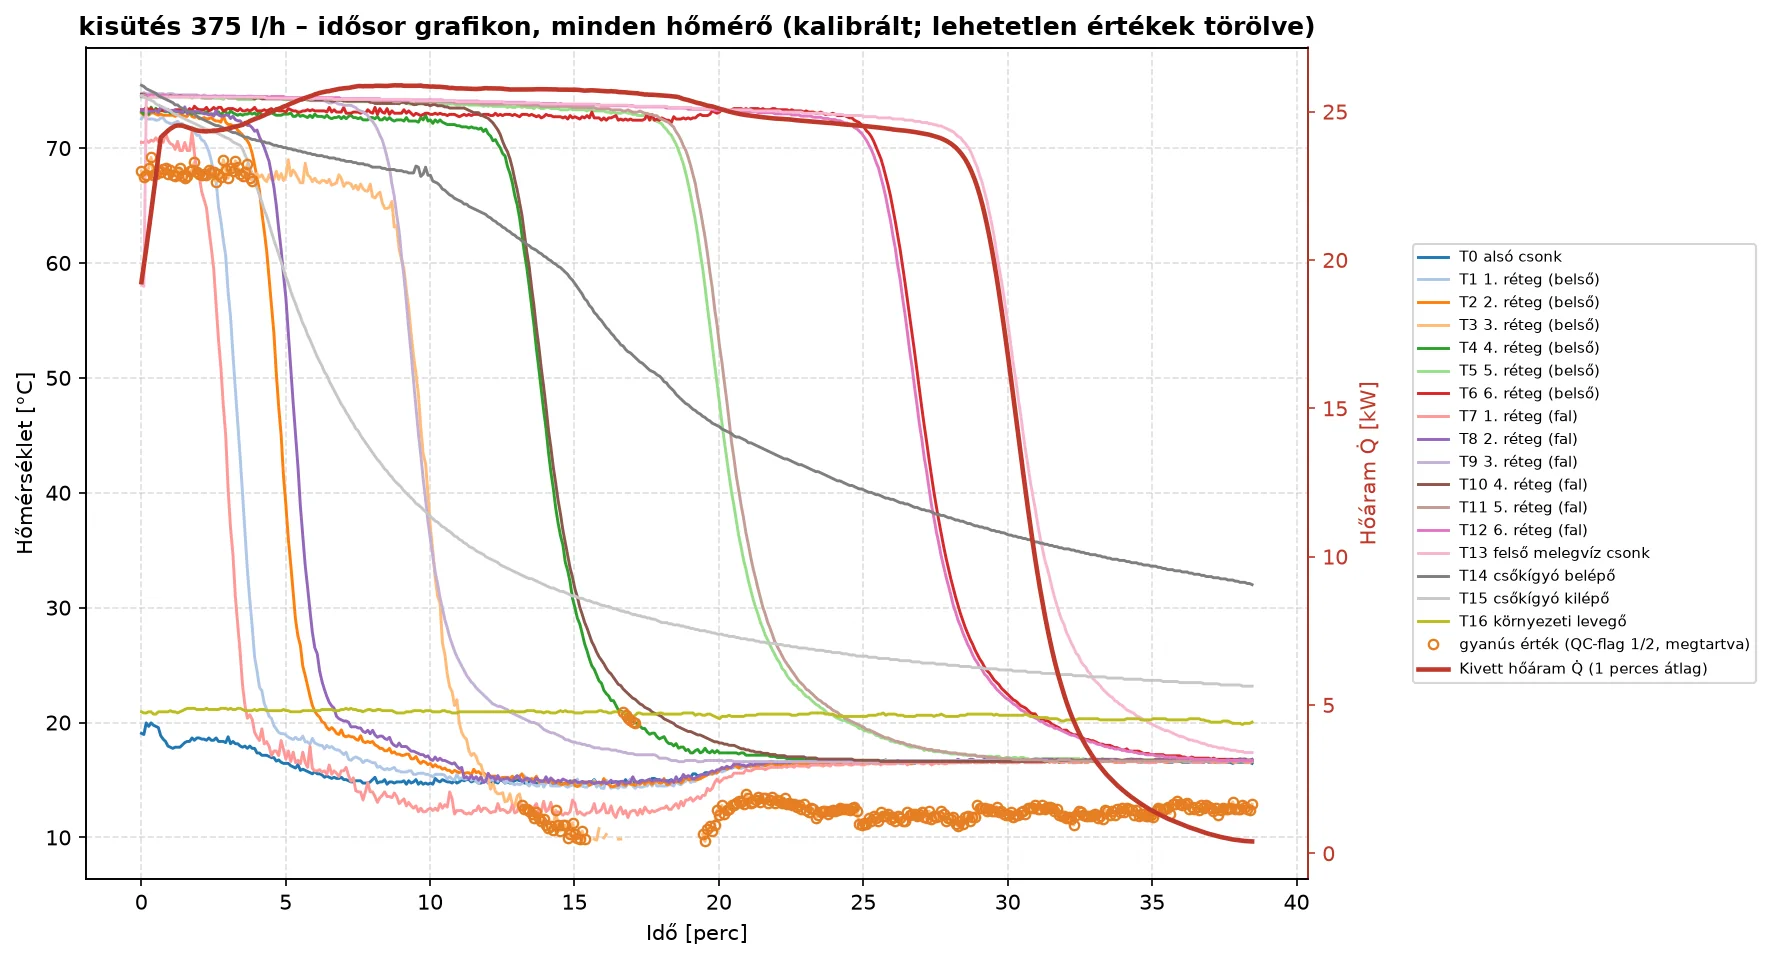 kisütés 375 l/h – idősor grafikon, minden hőmérő (kalibrált; lehetetlen értékek törölve)
Hőmérséklet [°C]
70
60
50
40
30
20
10
0
5
10
15
20
25
30
35
40
Idő [perc]
25
20
15
10
5
0
Hőáram Q̇ [kW]
T0 alsó csonk
T1 1. réteg (belső)
T2 2. réteg (belső)
T3 3. réteg (belső)
T4 4. réteg (belső)
T5 5. réteg (belső)
T6 6. réteg (belső)
T7 1. réteg (fal)
T8 2. réteg (fal)
T9 3. réteg (fal)
T10 4. réteg (fal)
T11 5. réteg (fal)
T12 6. réteg (fal)
T13 felső melegvíz csonk
T14 csőkígyó belépő
T15 csőkígyó kilépő
T16 környezeti levegő
gyanús érték (QC-flag 1/2, megtartva)
Kivett hőáram Q̇ (1 perces átlag)